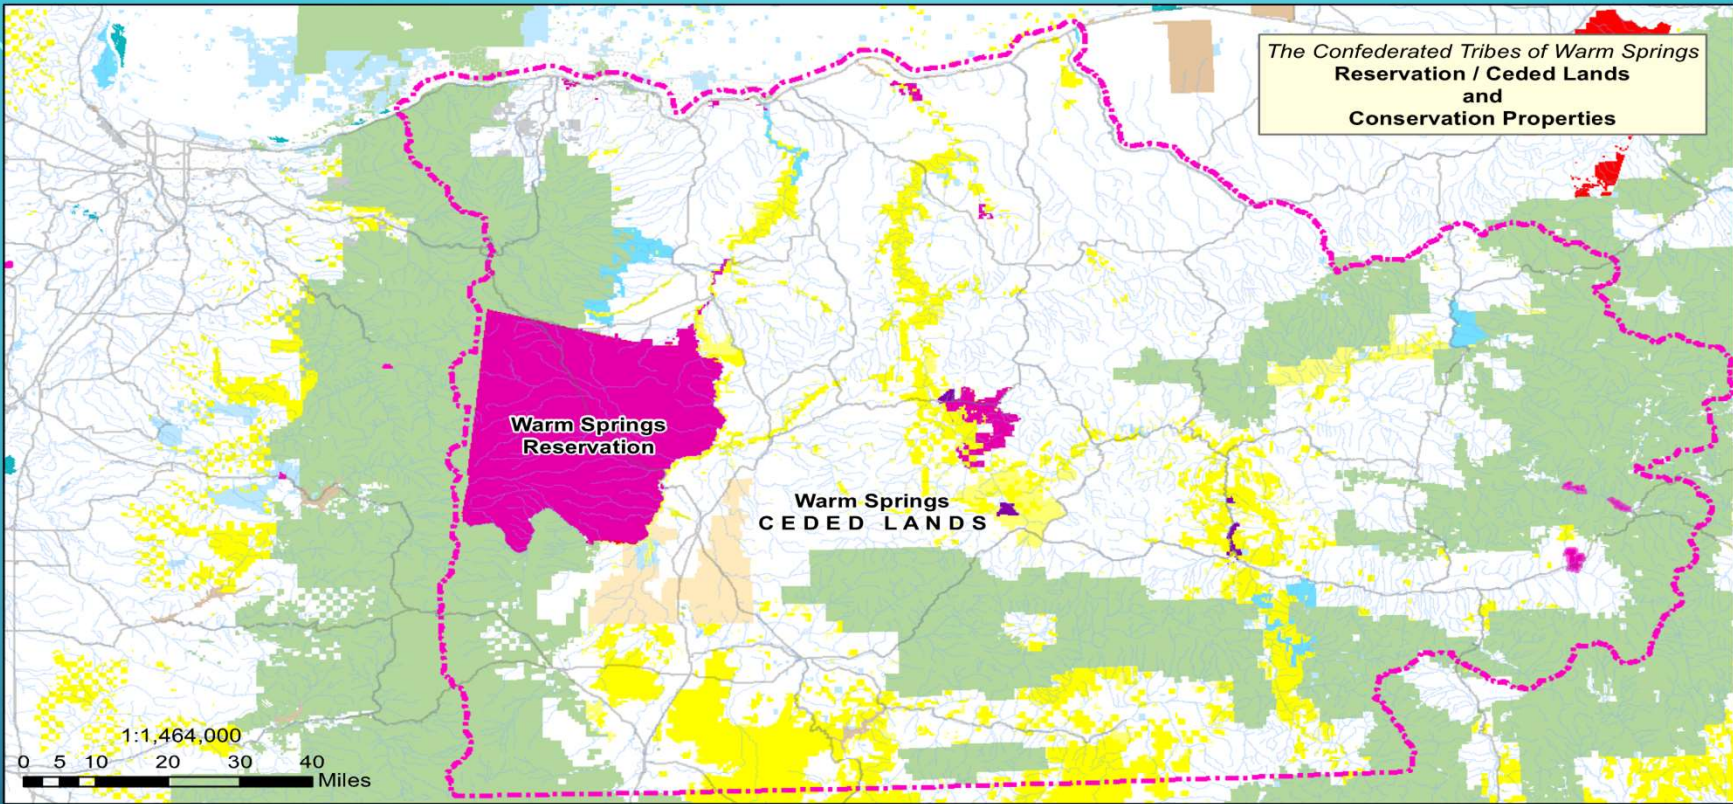 The Confederated Tribes of Warm Springs
Reservation / Ceded Lands
and
Conservation Properties
Warm Springs
Reservation
Warm Springs
CEDED LANDS
1:1,464,000
0 5 10 20 30 40
Miles